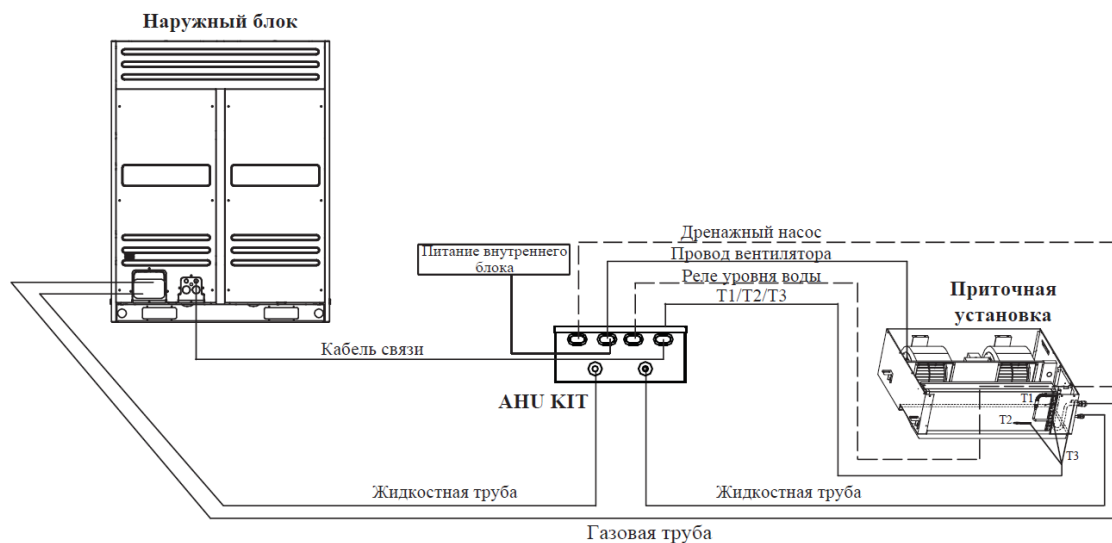 Наружный блок
Дренажный насос
Питание внутреннего
блока
Провод вентилятора
Реле уровня воды
T1/T2/T3
Приточная
установка
Кабель связи
AHU KIT
T1
T2
T3
Жидкостная труба
Жидкостная труба
Газовая труба